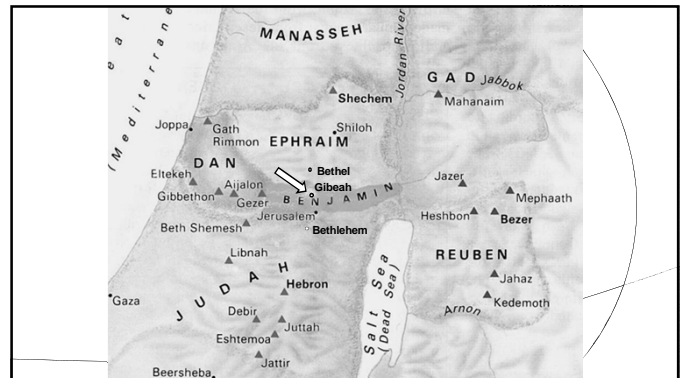 MANASSEH
(Mediterrane
eat
Jordan River
GAD
Jabbok
Shechem
Mahanaim
Joppa
Gath
Rimmon
EPHRAIM
Shiloh
DAN
Eltekeh
Bethel
Jazer
Aijalon
Gibeah
Gibbethon
Gezer
BENJAMIN
Mephaath
Jerusalem
Heshbon
Bezer
Beth Shemesh
Bethlehem
Libnah
REUBEN
JUDAH
Hebron
Salt Sea
(Dead Sea)
Jahaz
Gaza
Kedemoth
Debir
Juttah
Arnon
Eshtemoa
Jattir
Beersheba